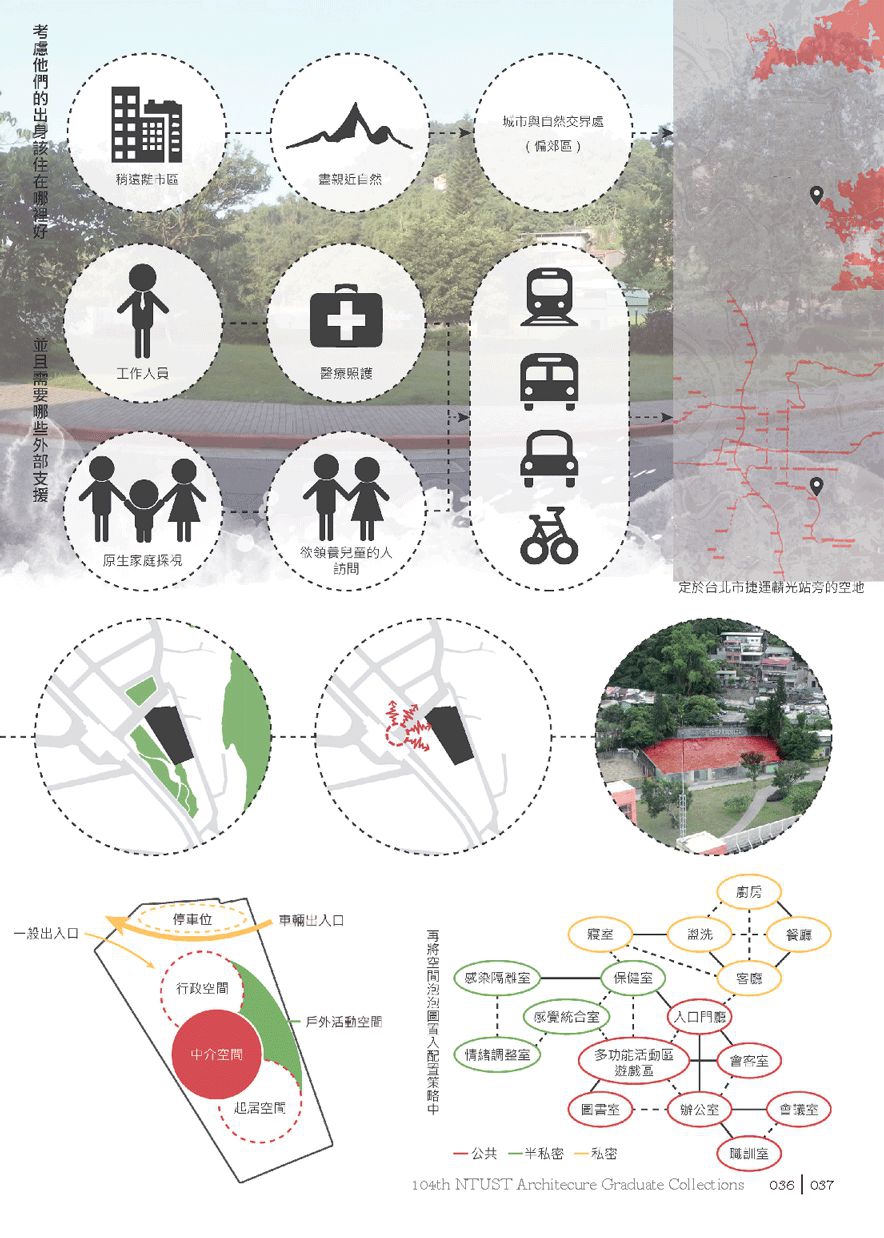 考慮他們的出身該住在哪裡好
稍遠離市區
盡親近自然
城市與自然交界處
（偏郊區）
並且需要哪些外部支援
工作人員
醫療照護
原生家庭探視
欲領養兒童的人
訪問
定於台北市捷運麟光站旁的空地
停車位
車輛出入口
一般出入口
行政空間
戶外活動空間
中介空間
起居空間
再將空間泡泡圖置入配置策略中
廚房
寢室
盥洗
餐廳
感染隔離室
保健室
客廳
感覺統合室
入口門廳
情緒調整室
多功能活動區
遊戲區
會客室
圖書室
辦公室
會議室
職訓室
公共
半私密
私密
104th NTUST Architecure Graduate Collections
036 | 037